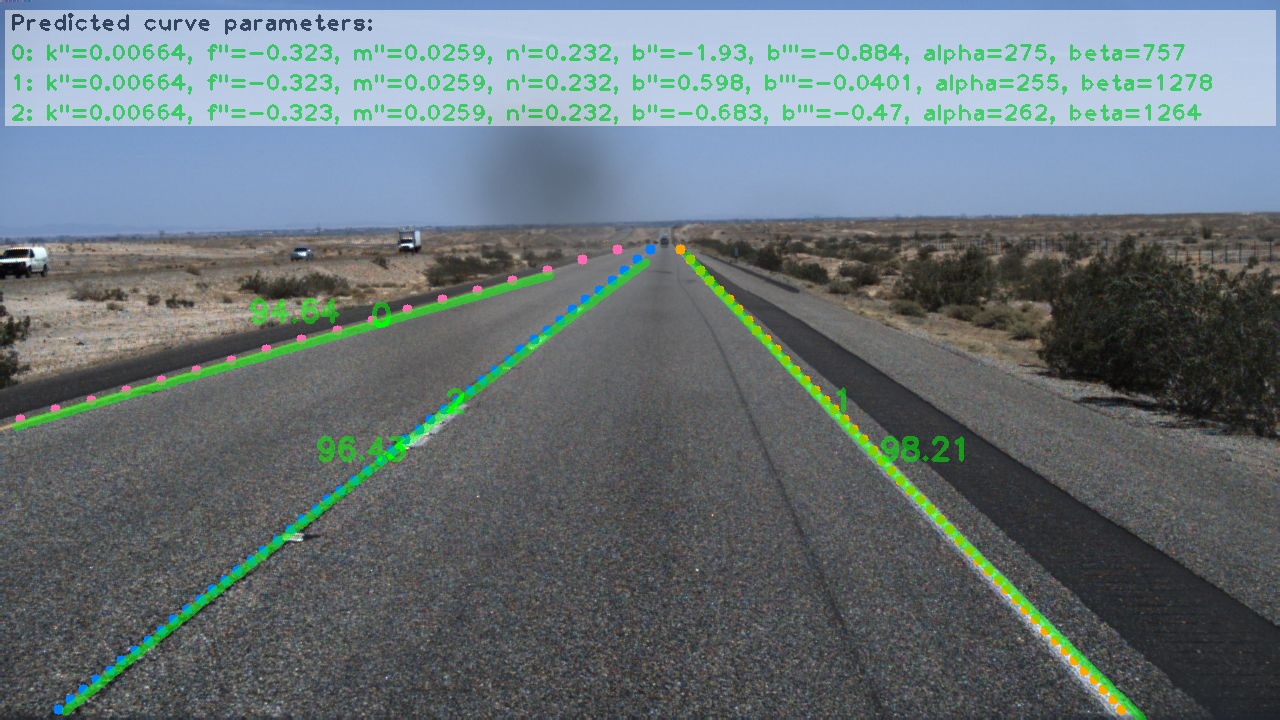 Predicted curve parameters:
0: k"=0.00664, f"=-0.323, m"=0.0259, n'=0.232, b"=-1.93, b'"=-0.884, alpha=275, beta=757
1: k"=0.00664, f"=-0.323, m"=0.0259, n'=0.232, b"=0.598, b'"=-0.0401, alpha=255, beta=1278
2: k"=0.00664, f"=-0.323, m"=0.0259, n'=0.232, b"=-0.683, b'"=-0.47, alpha=262, beta=1264
94.64 0
2 1
96.43 98.21